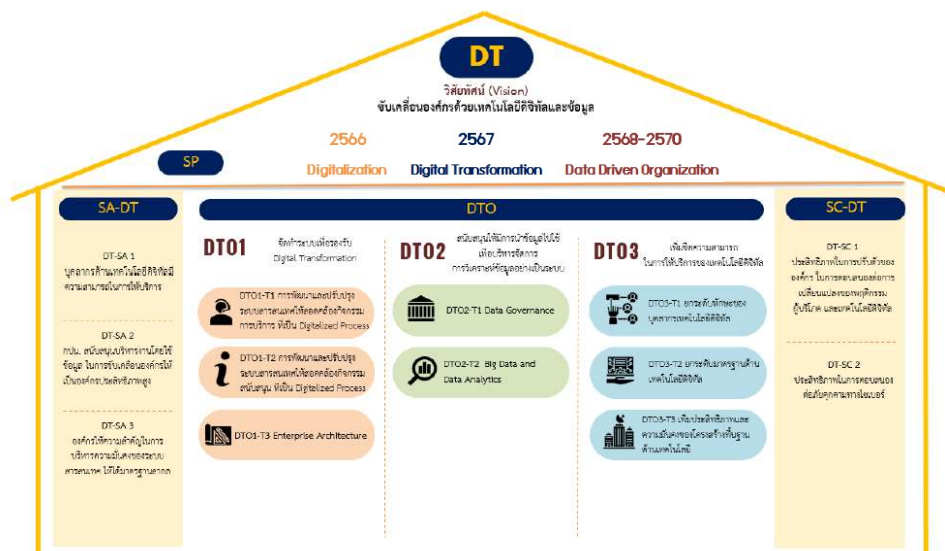 DT
วิสัยทัศน์ (Vision)
ขับเคลื่อนองค์กรด้วยเทคโนโลยีดิจิทัลและข้อมูล
2566
2567
2568-2570
SP
Digitalization
Digital Transformation
Data Driven Organization
SA-DT
DTO
SC-DT
DT-SA 1
บุคลากรด้านเทคโนโลยีดิจิทัลมี
ความสามารถในการให้บริการ
DT-SA 2
กปน. สนับสนุนบริหารงานโดยใช้
ข้อมูล ในการขับเคลื่อนองค์กรให้
เป็นองค์กรประสิทธิภาพสูง
DT-SA 3
องค์กรให้ความสำคัญในการ
บริหารความมั่นคงของระบบ
สารสนเทศ ให้ได้มาตรฐานสากล
DTO1
จัดทำระบบเพื่อรองรับ
Digital Transformation
DTO1-T1 การพัฒนาและปรับปรุง
ระบบสารสนเทศให้สอดคล้องกิจกรรม
การบริการ ที่เป็น Digitalized Process
DTO1-T2 การพัฒนาและปรับปรุง
ระบบสารสนเทศให้สอดคล้องกิจกรรม
สนับสนุน ที่เป็น Digitalized Process
DTO1-T3 Enterprise Architecture
DTO2
สนับสนุนให้มีการนำข้อมูลไปใช้
เพื่อบริหารจัดการ
การวิเคราะห์ข้อมูลอย่างเป็นระบบ
DTO2-T1 Data Governance
DTO2-T2 Big Data and
Data Analytics
DTO3
เพิ่มขีดความสามารถ
ในการให้บริการของเทคโนโลยีดิจิทัล
DTO3-T1 ยกระดับทักษะของ
บุคลากรเทคโนโลยีดิจิทัล
DTO3-T2 ยกระดับมาตรฐานด้าน
เทคโนโลยีดิจิทัล
DTO3-T3 เพิ่มประสิทธิภาพและ
ความมั่นคงของโครงสร้างพื้นฐาน
ด้านเทคโนโลยี
DT-SC 1
ประสิทธิภาพในการปรับตัวของ
องค์กร ในการตอบสนองต่อการ
เปลี่ยนแปลงของพฤติกรรม
ผู้บริโภค และเทคโนโลยีดิจิทัล
DT-SC 2
ประสิทธิภาพในการตอบสนอง
ต่อภัยคุกคามทางไซเบอร์